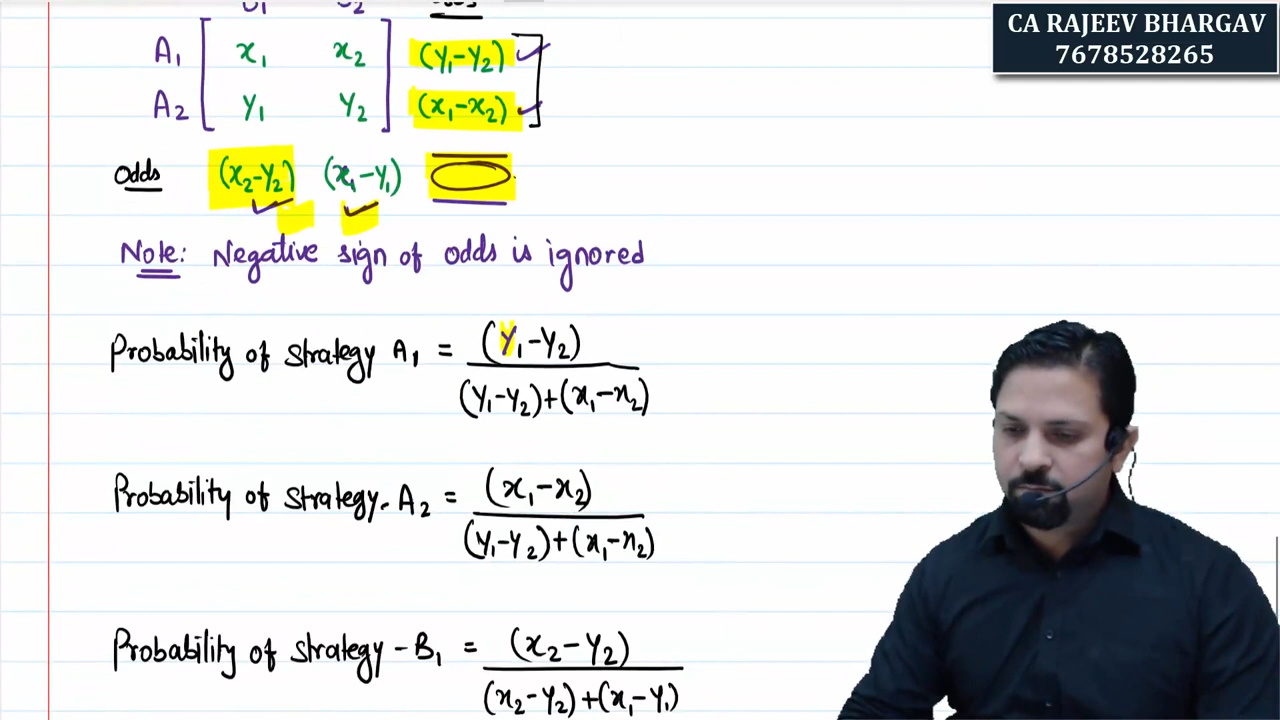 CA RAJEEV BHARGAV
7678528265
A₁ x₁ x₂ (y₁-y₂)
A₂ y₁ y₂ (x₁-x₂)
Odds (x₂-y₂) (x₁-y₁)
Note: Negative sign of odds is ignored
Probability of strategy A₁ = (y₁-y₂)
(y₁-y₂)+(x₁-x₂)
Probability of strategy-A₂ = (x₁-x₂)
(y₁-y₂)+(x₁-x₂)
Probability of strategy-B₁ = (x₂-y₂)
(x₂-y₂)+(x₁-y₁)